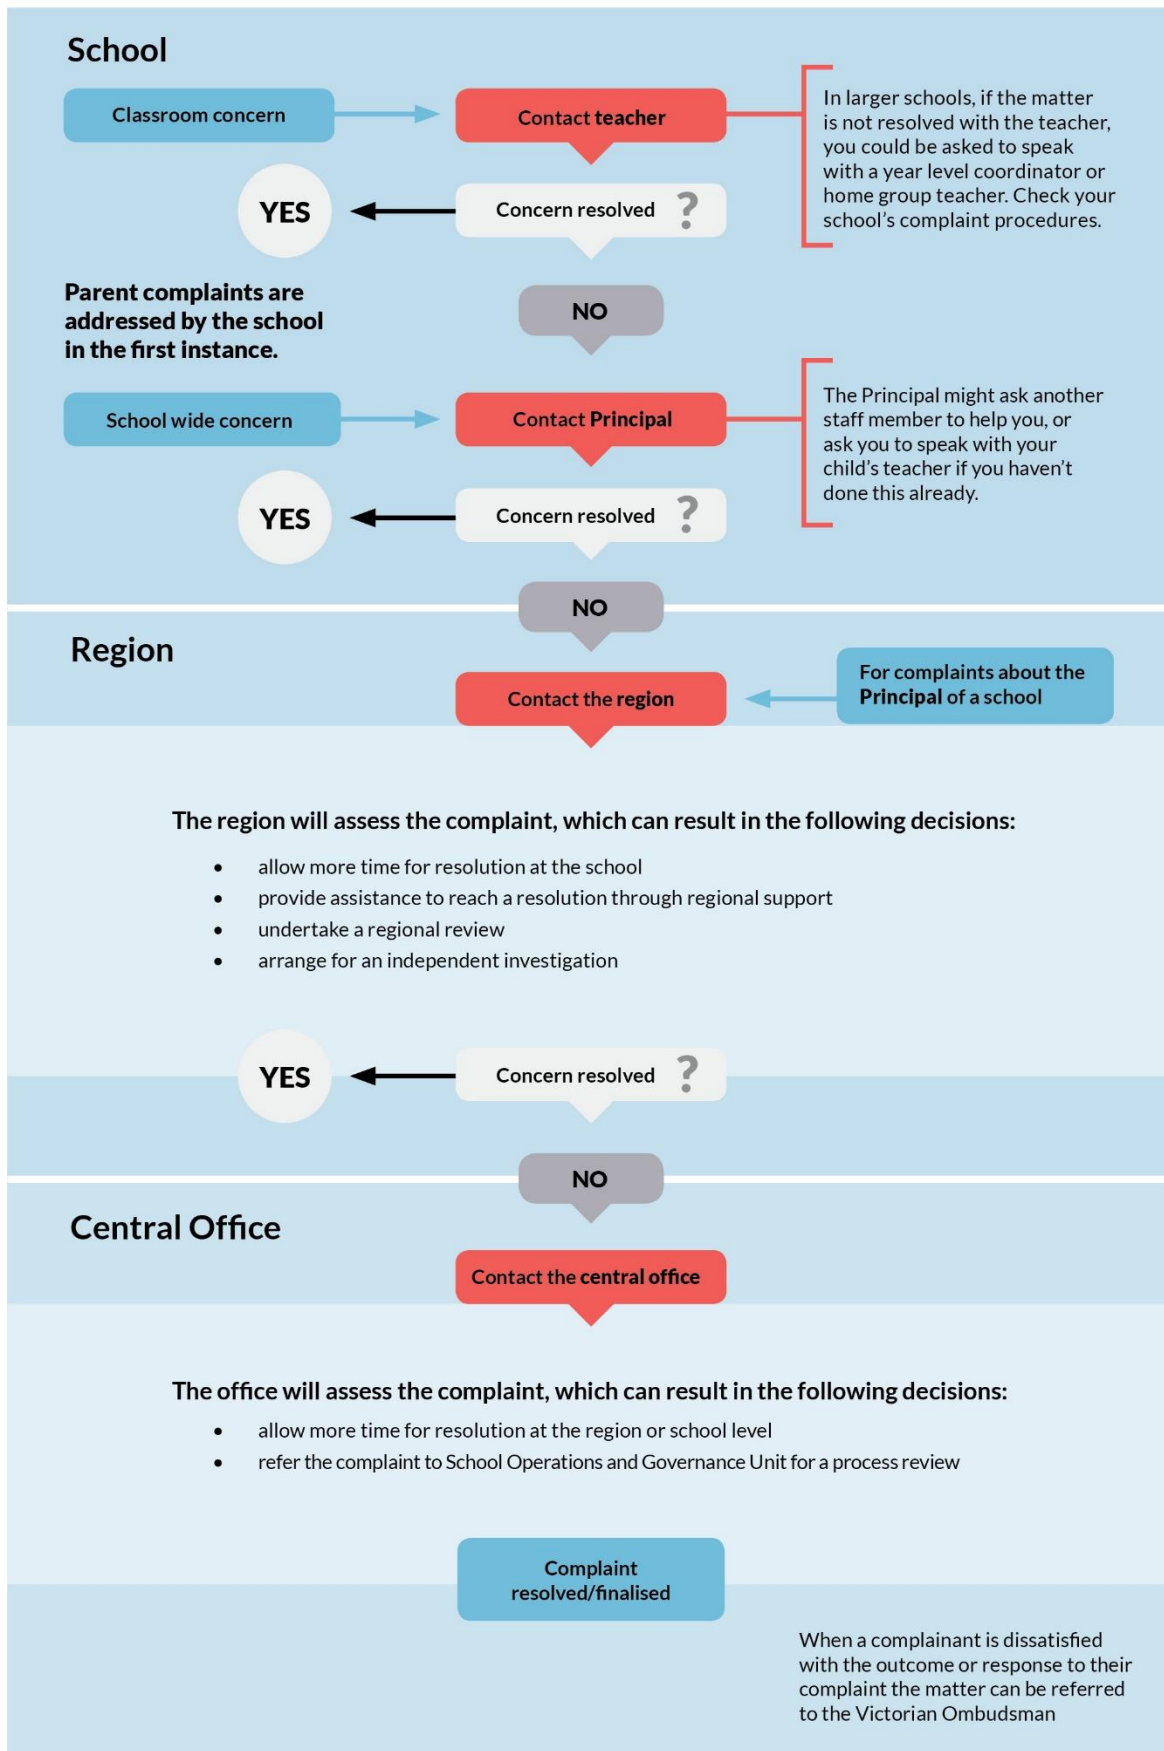 School
Classroom concern
Contact teacher
In larger schools, if the matter
is not resolved with the teacher,
you could be asked to speak
with a year level coordinator or
home group teacher. Check your
school’s complaint procedures.
YES
Concern resolved ?
NO
Parent complaints are
addressed by the school
in the first instance.
School wide concern
Contact Principal
The Principal might ask another
staff member to help you, or
ask you to speak with your
child’s teacher if you haven’t
done this already.
YES
Concern resolved ?
NO
Region
Contact the region
For complaints about the
Principal of a school
The region will assess the complaint, which can result in the following decisions:
• allow more time for resolution at the school
• provide assistance to reach a resolution through regional support
• undertake a regional review
• arrange for an independent investigation
YES
Concern resolved ?
NO
Central Office
Contact the central office
The office will assess the complaint, which can result in the following decisions:
• allow more time for resolution at the region or school level
• refer the complaint to School Operations and Governance Unit for a process review
Complaint
resolved/finalised
When a complainant is dissatisfied
with the outcome or response to their
complaint the matter can be referred
to the Victorian Ombudsman